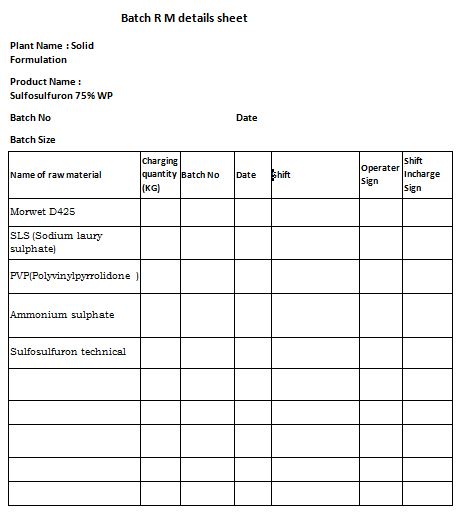 Batch R M details sheet
Plant Name : Solid
Formulation
Product Name :
Sulfosulfuron 75% WP
Batch No Date
Batch Size
Name of raw material Charging quantity (KG) Batch No Date Shift Operater Sign Shift Incharge Sign
Morwet D425
SLS (Sodium laury
sulphate)
PVP(Polyvinylpyrrolidone )
Ammonium sulphate
Sulfosulfuron technical